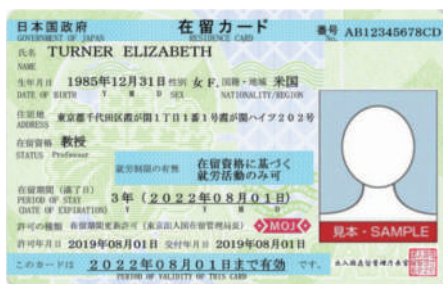 日本国政府 在留カード 番号 AB12345678CD
GOVERNMENT OF JAPAN RESIDENCE CARD No.
氏名 TURNER ELIZABETH
NAME
生年月日 1985年12月31日 性別 女 F. 国籍・地域 米国
DATE OF BIRTH Y M D SEX NATIONALITY/REGION
住居地 東京都千代田区霞が関1丁目1番1号霞が関ハイツ202号
ADDRESS
在留資格 教授
STATUS Professor
就労制限の有無 在留資格に基づく
就労活動のみ可
在留期間(満了日) 3年(2022年08月01日)
PERIOD OF STAY
(DATE OF EXPIRATION) Y Y M D
許可の種類 在留期間更新許可(東京出入国在留管理局長) MOJ
見本・SAMPLE
許可年月日 2019年08月01日 交付年月日 2019年08月01日
このカードは 2022年08月01日まで有効 です。
PERIOD OF VALIDITY OF THIS CARD